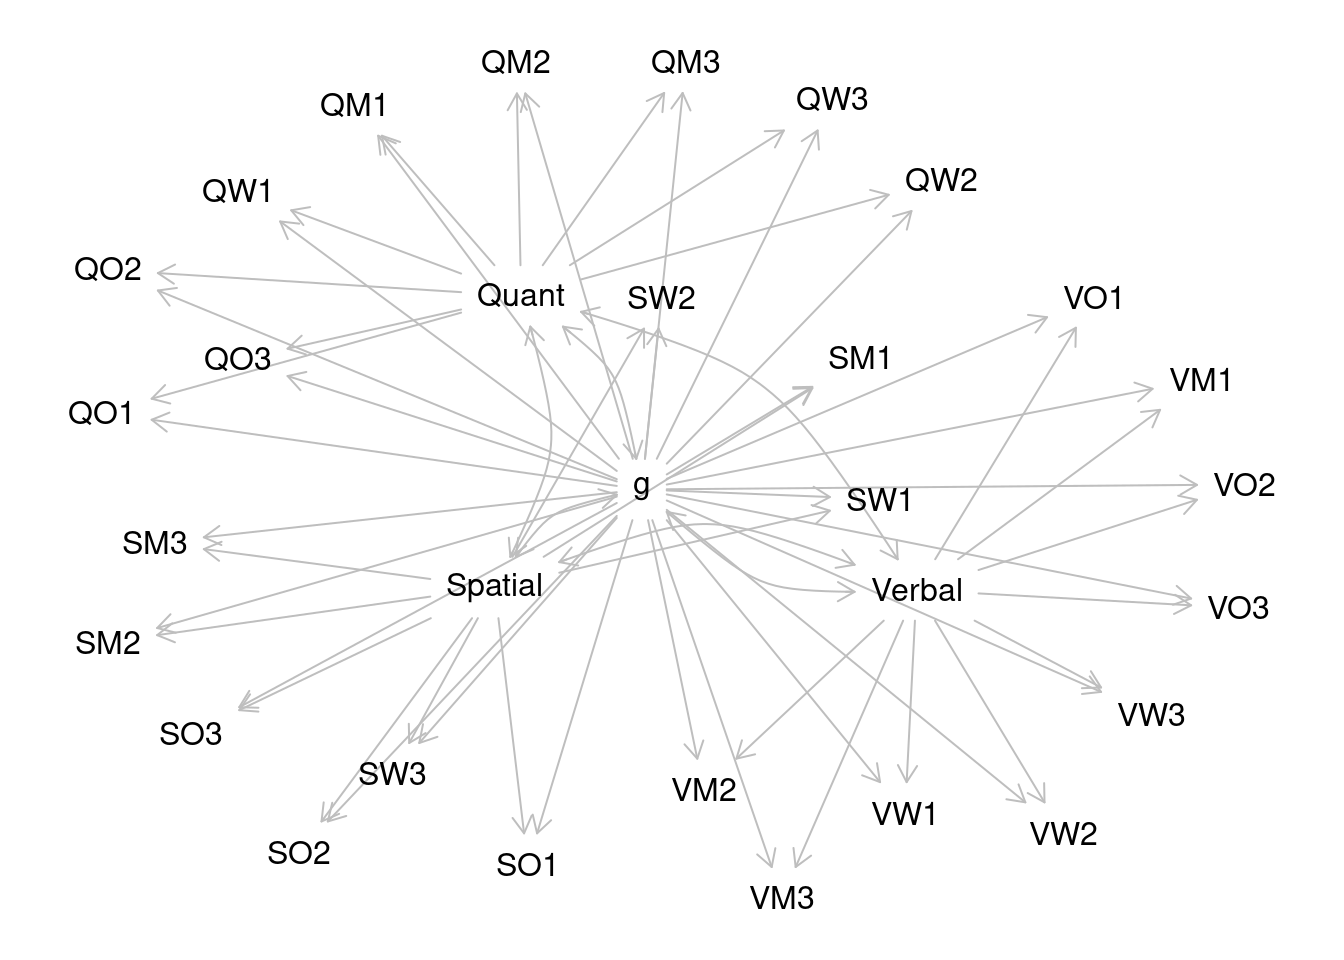 QM2
QM3
QM1
QW3
QW1
QW2
QO2
Quant
SW2
VO1
QO3
SM1
VM1
QO1
g
VO2
SW1
SM3
Spatial
Verbal
VO3
SM2
VW3
SO3
SW3
VM2
VW1
VW2
SO2
SO1
VM3